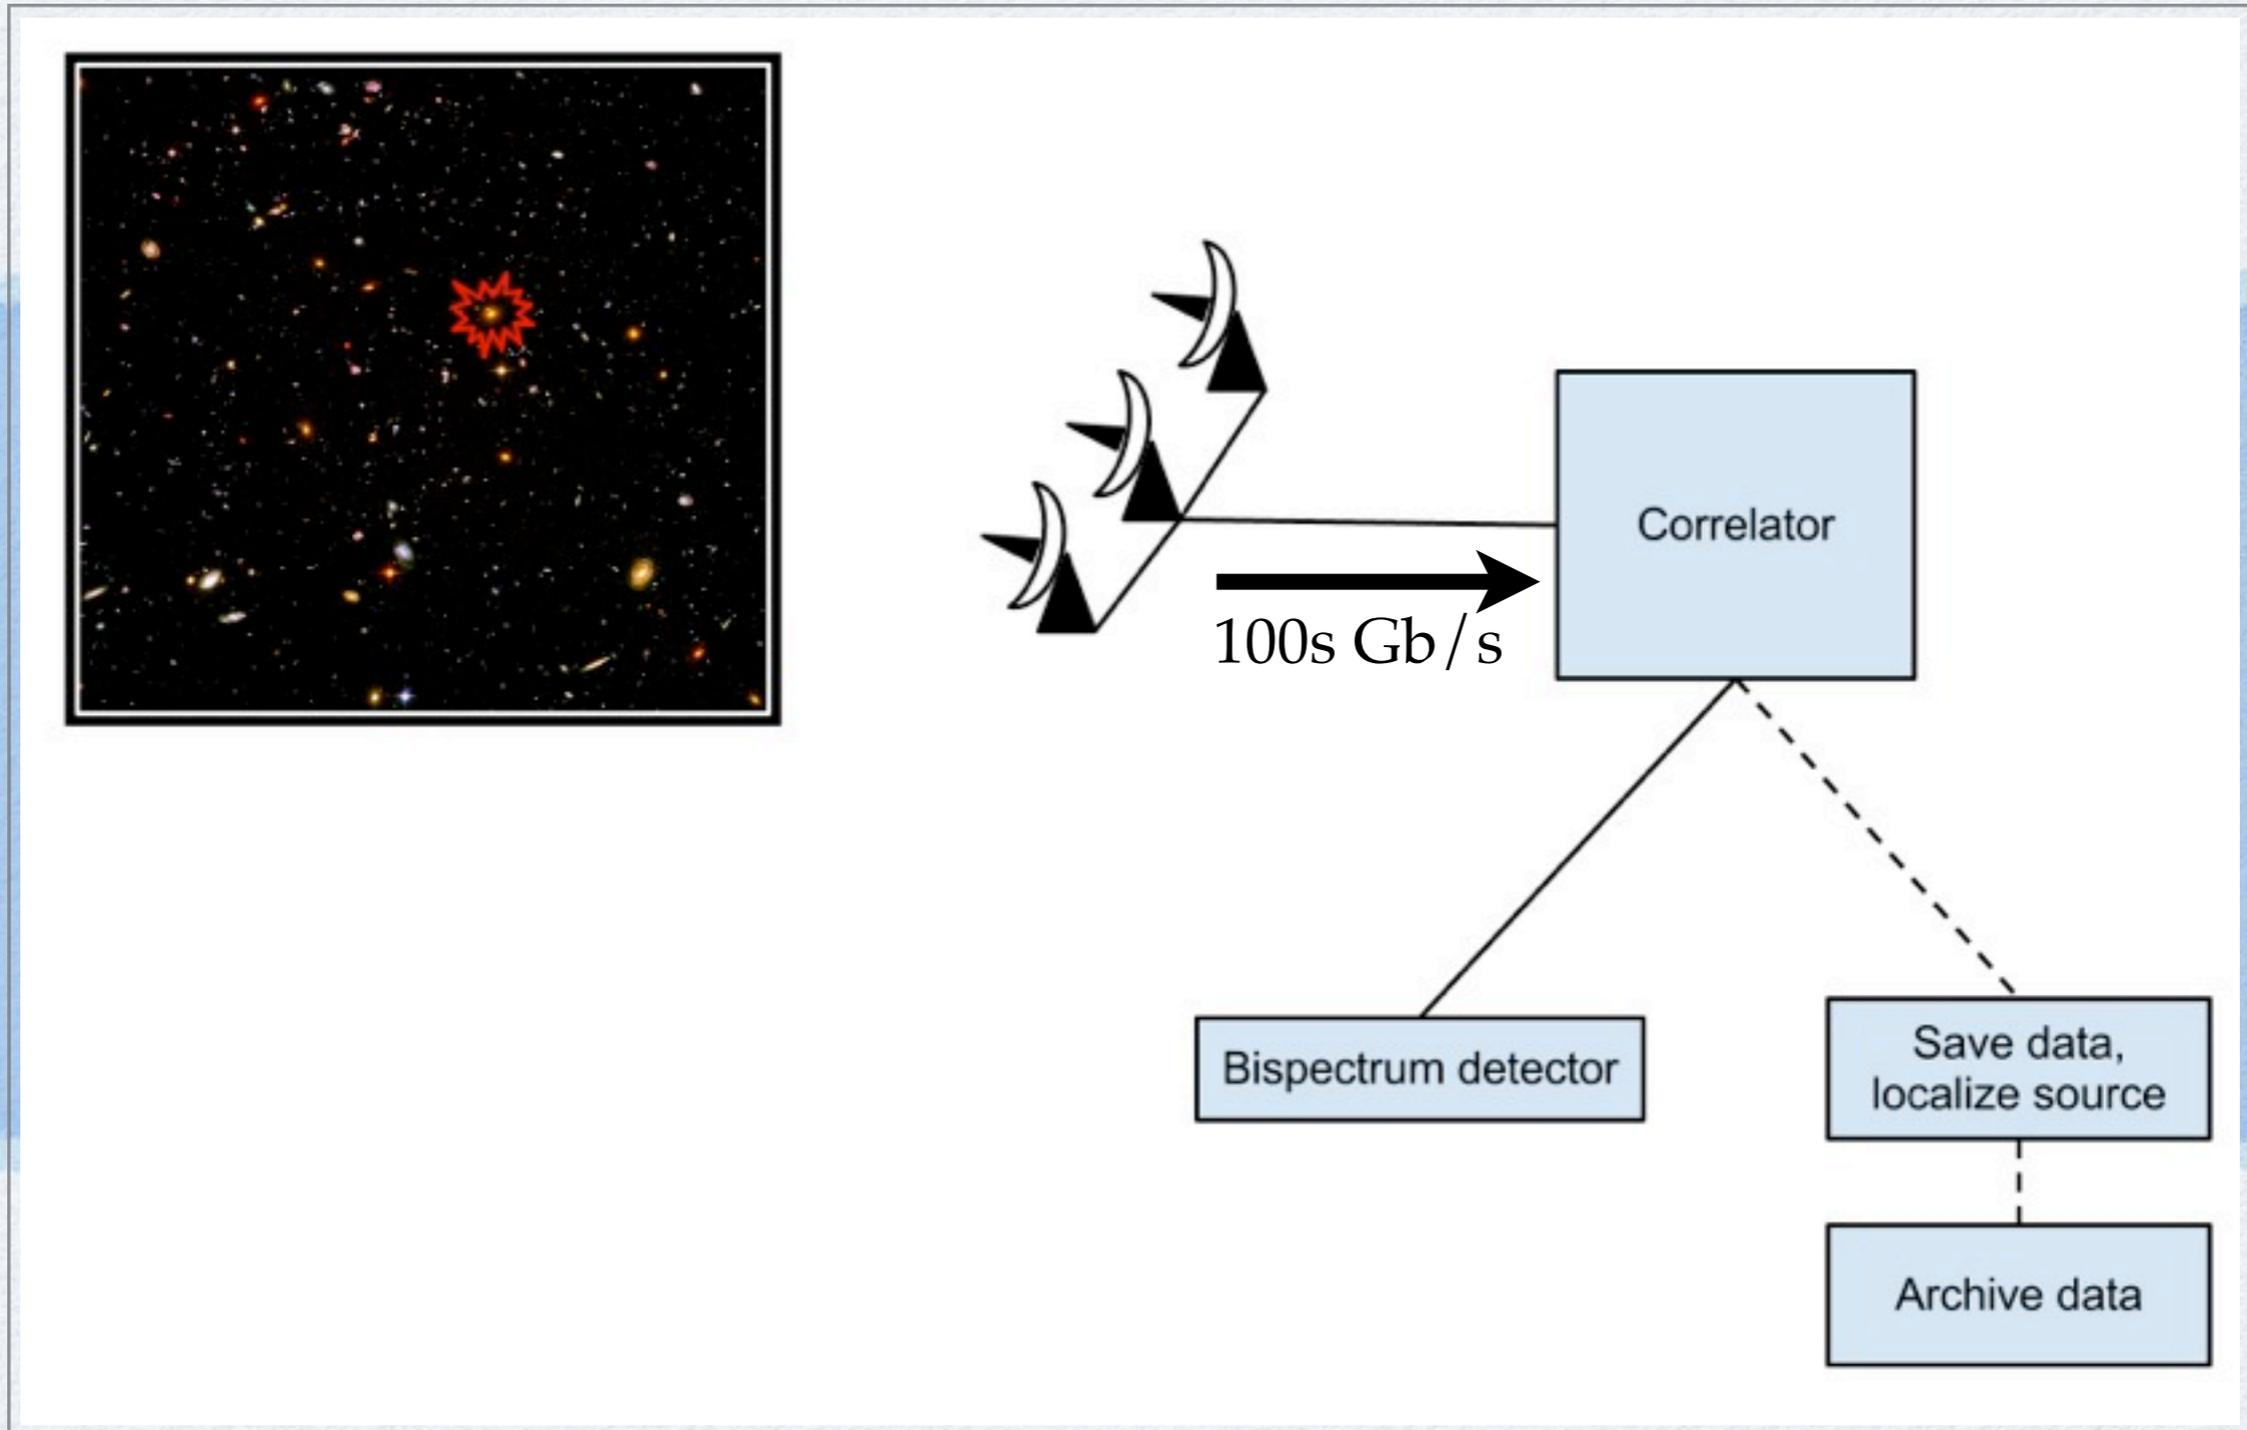 Correlator
100s Gb/s
Bispectrum detector
Save data,
localize source
Archive data